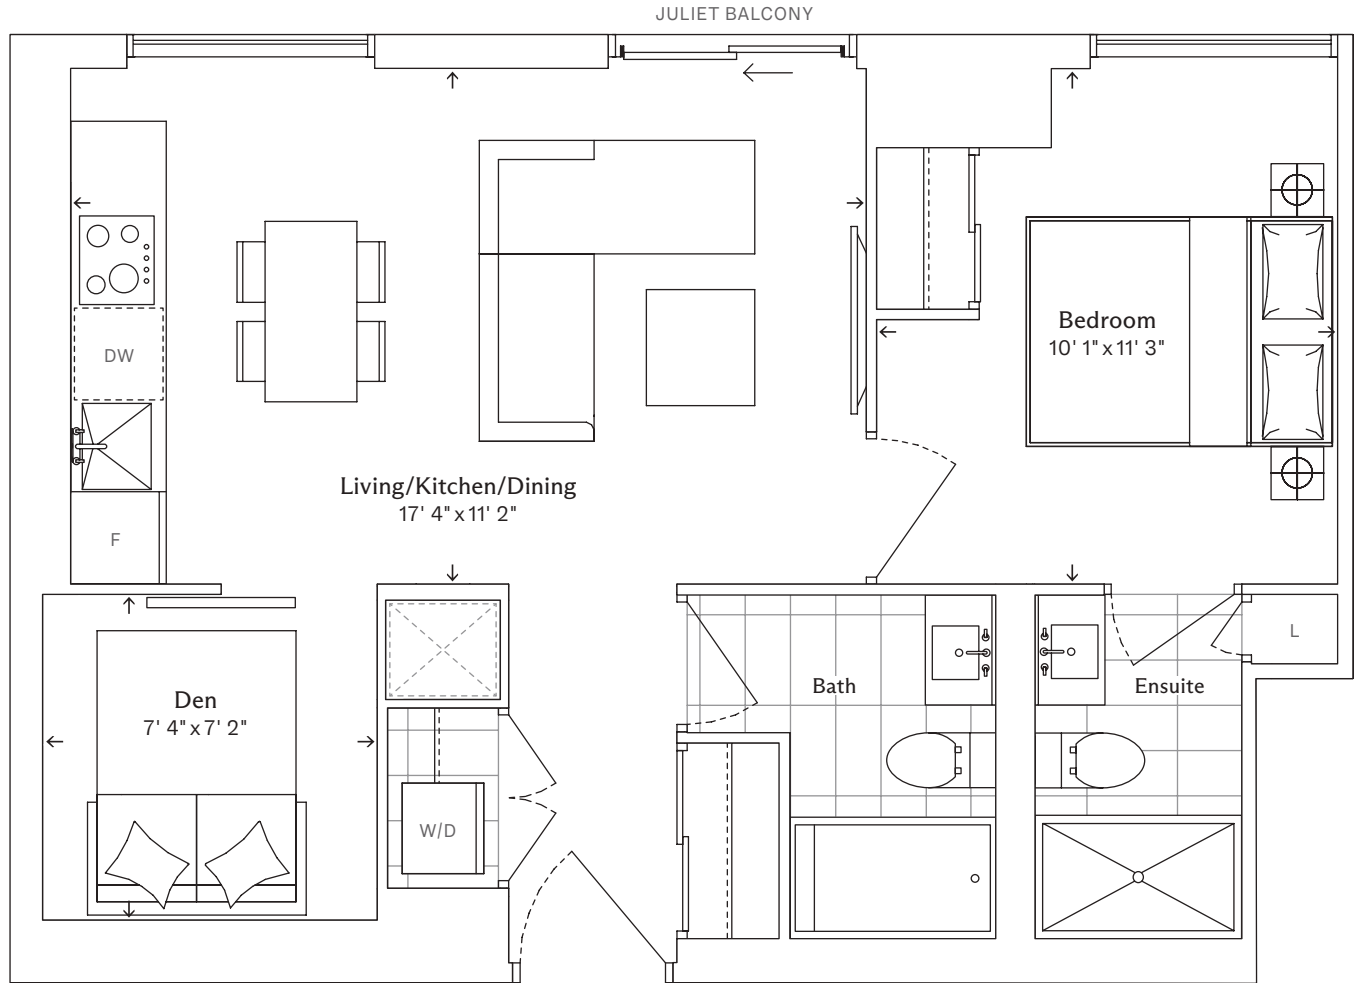 JULIET BALCONY
DW
Bedroom
10' 1" x 11' 3"
Living/Kitchen/Dining
17' 4" x 11' 2"
F
L
Den
7' 4" x 7' 2"
Bath
Ensuite
W/D